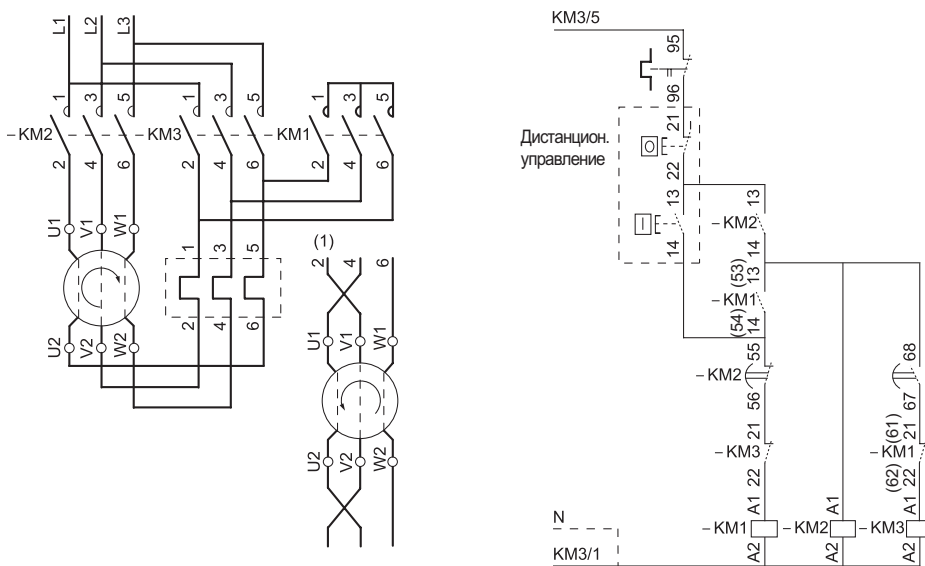 L1 L2 L3
1 3 5 1 3 5 1 3 5
–KM2 –KM3 –KM1
2 4 6 2 4 6 2 4 6
U1 V1 W1
1 3 5
2 4 6
U2 V2 W2
(1)
2 4 6
U1 V1 W1
U2 V2 W2
KM3/5
95
96
Дистанцион.
управление
21
O
22
13
I
14
13
–KM2
14
(53) 13
–KM1
(54) 14
55
–KM2
56
21
–KM3
22
68
67
(61) 21
–KM1
(62) 22
A1 A1 A1
–KM1 –KM2 –KM3
A2 A2 A2
N
KM3/1